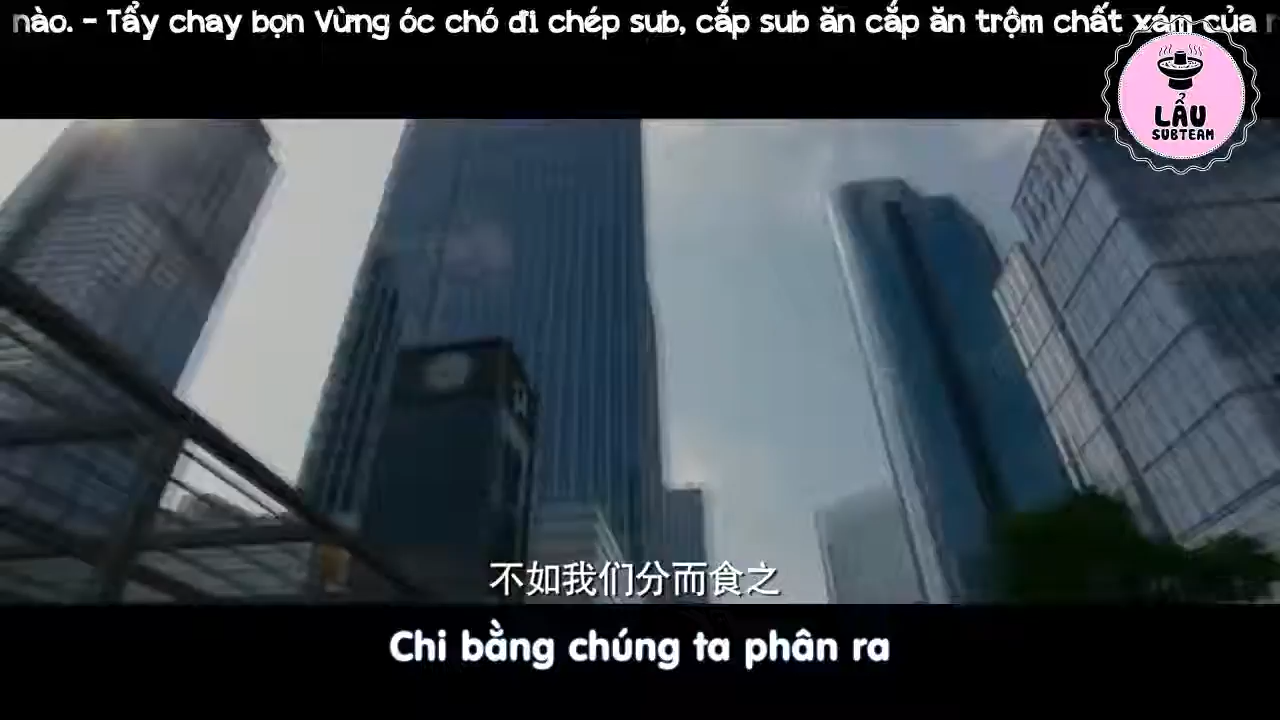 nào. - Tẩy chay bọn Vừng óc chó đi chép sub, cắp sub ăn cắp ăn trộm chất xám của
LẨU
SUBTEAM
不如我们分而食之
Chi bằng chúng ta phân ra